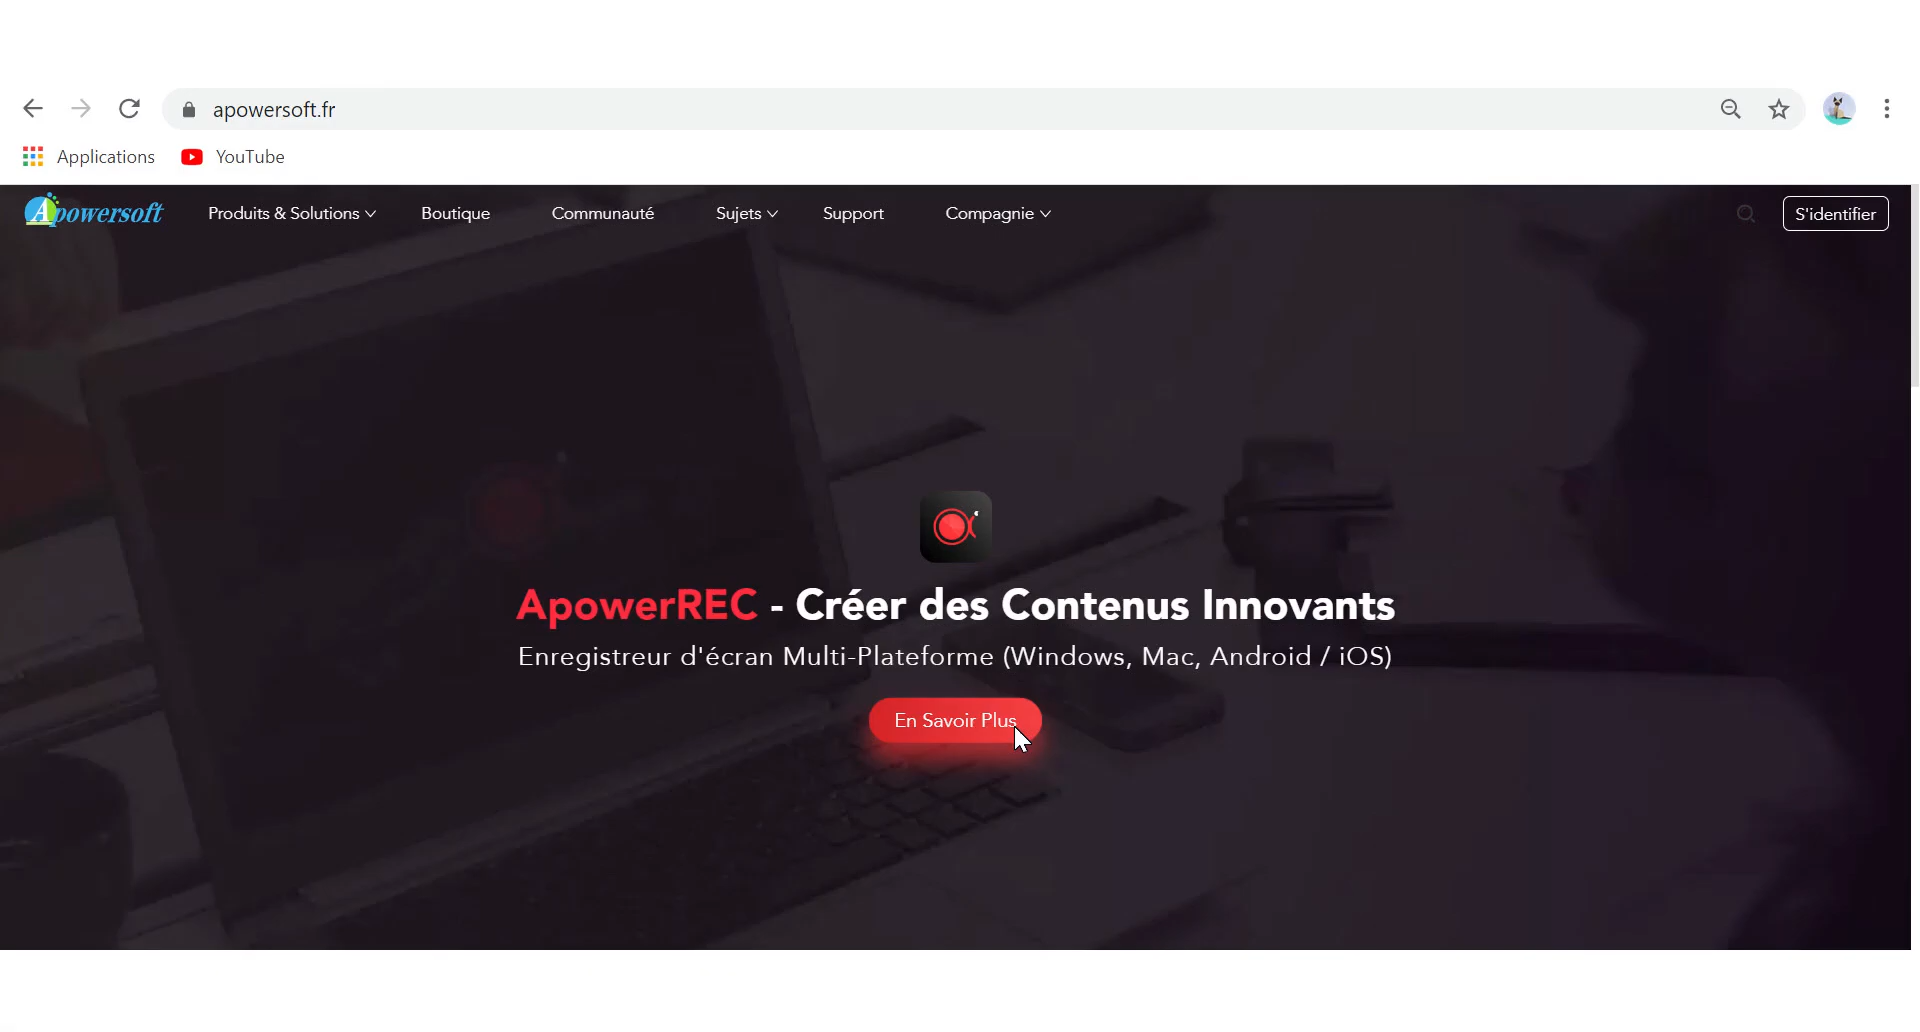 apowersoft.fr
Applications
YouTube
Apowersoft
Produits & Solutions
Boutique
Communauté
Sujets
Support
Compagnie
S'identifier
ApowerREC - Créer des Contenus Innovants
Enregistreur d'écran Multi-Plateforme (Windows, Mac, Android / iOS)
En Savoir Plus